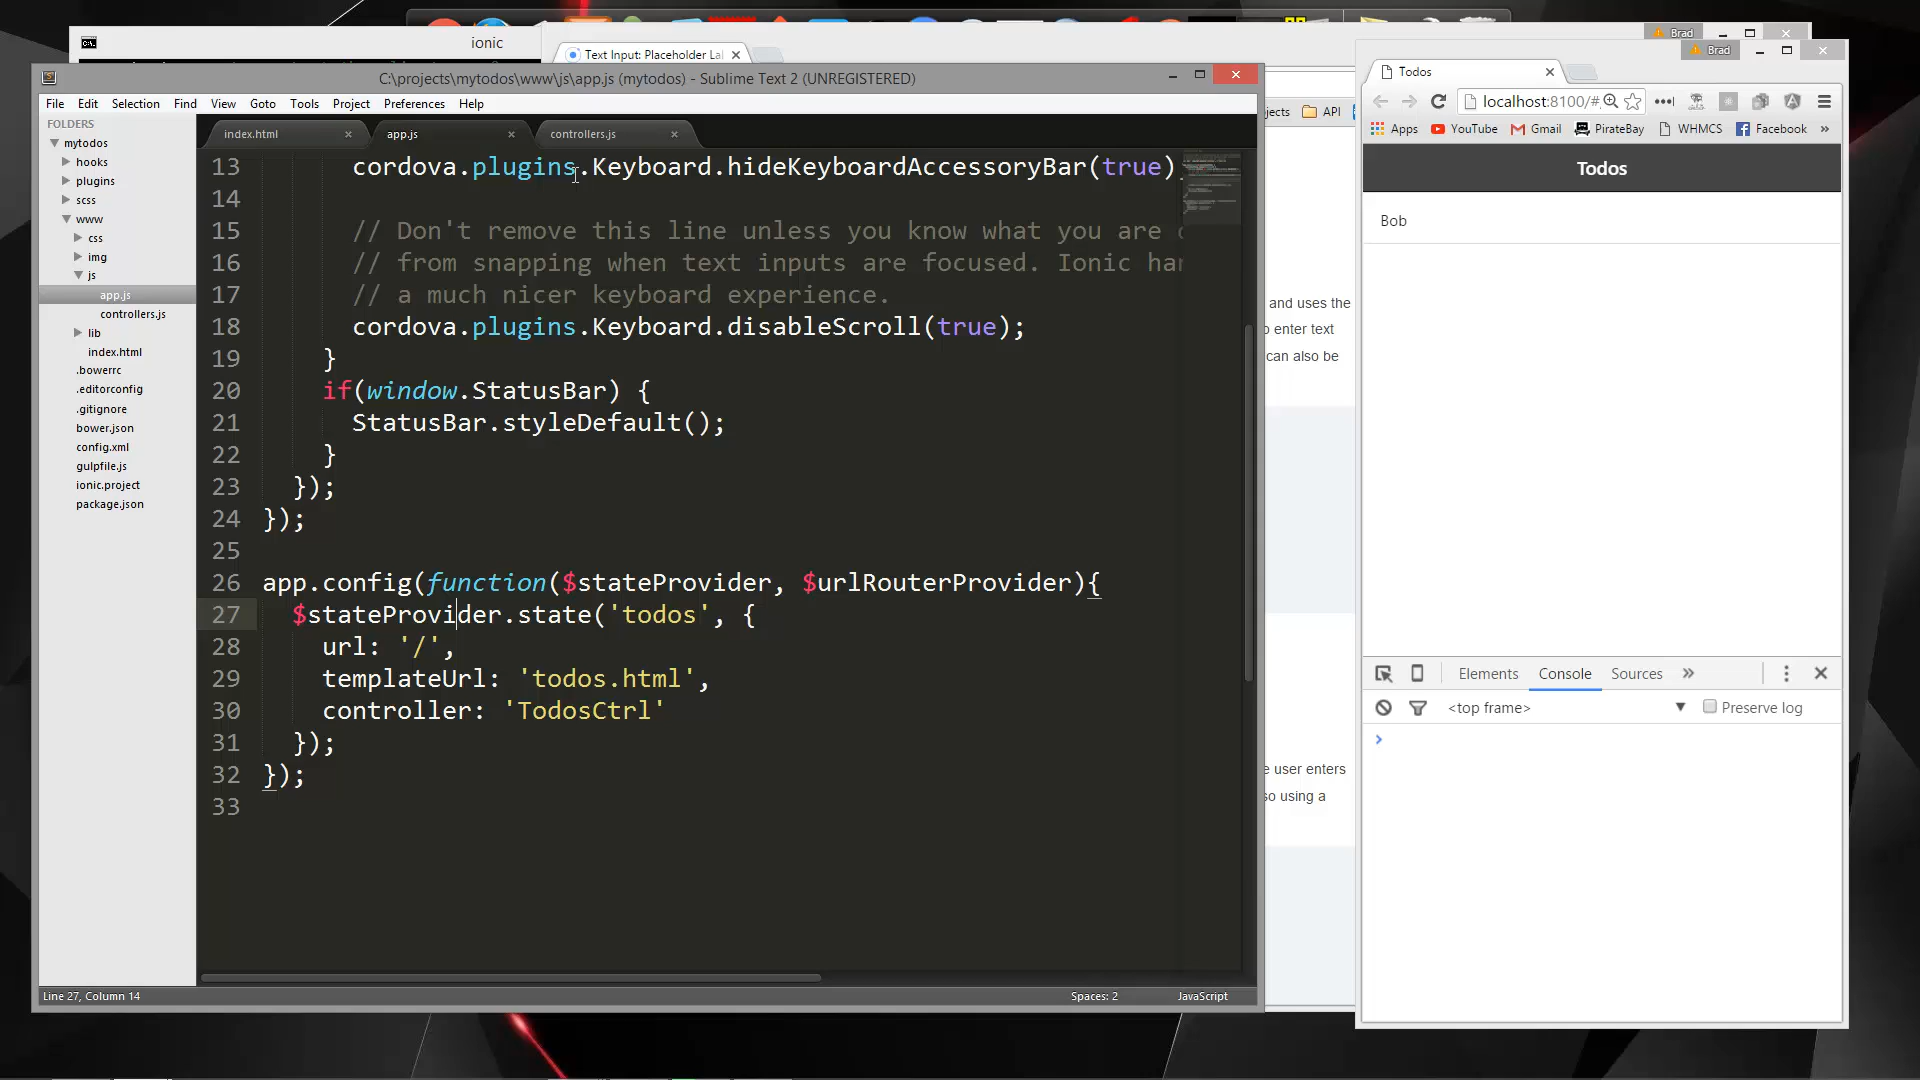 ionic
Text Input: Placeholder Lal
Brad
Brad
C:\projects\mytodos\www\js\app.js (mytodos) - Sublime Text 2 (UNREGISTERED)
File Edit Selection Find View Goto Tools Project Preferences Help
FOLDERS
mytodos
hooks
plugins
scss
www
css
img
js
app.js
controllers.js
lib
index.html
.bowerrc
.editorconfig
.gitignore
bower.json
config.xml
gulpfile.js
ionic.project
package.json
index.html app.js controllers.js
13 cordova.plugins.Keyboard.hideKeyboardAccessoryBar(true)
14
15 // Don't remove this line unless you know what you are
16 // from snapping when text inputs are focused. Ionic har
17 // a much nicer keyboard experience.
18 cordova.plugins.Keyboard.disableScroll(true);
19 }
20 if(window.StatusBar) {
21 StatusBar.styleDefault();
22 }
23 });
24 });
25
26 app.config(function($stateProvider, $urlRouterProvider){
27 $stateProvider.state('todos', {
28 url: '/',
29 templateUrl: 'todos.html',
30 controller: 'TodosCtrl'
31 });
32 });
33
Line 27, Column 14 Spaces: 2 JavaScript
jects API
and uses the
enter text
can also be
e user enters
so using a
Todos
localhost:8100/#
Apps YouTube Gmail PirateBay WHMCS Facebook »
Todos
Bob
Elements Console Sources »
<top frame> ▼ Preserve log